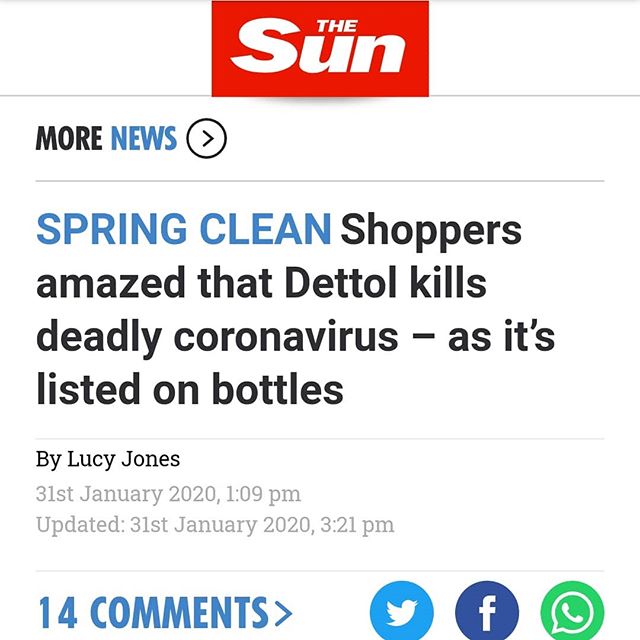 THE
Sun
MORE NEWS
SPRING CLEAN Shoppers
amazed that Dettol kills
deadly coronavirus – as it’s
listed on bottles
By Lucy Jones
31st January 2020, 1:09 pm
Updated: 31st January 2020, 3:21 pm
14 COMMENTS